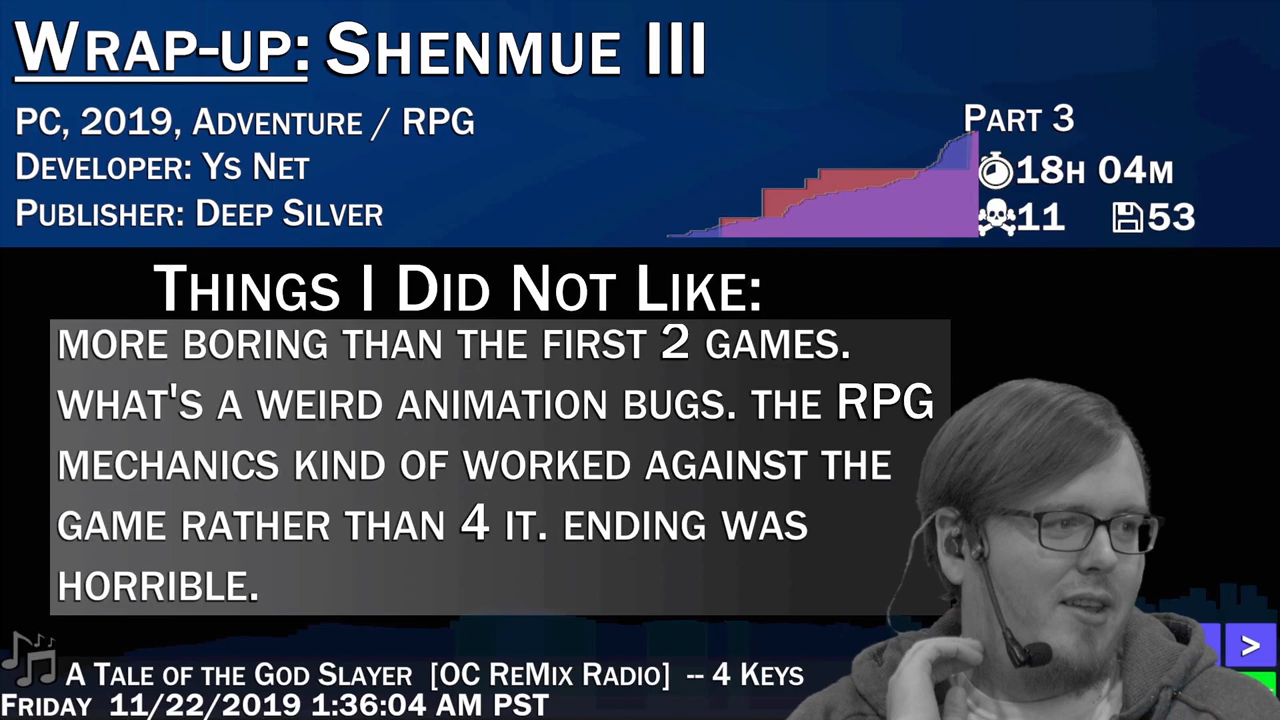 Wrap-up: Shenmue III
PC, 2019, Adventure / RPG
Developer: Ys Net
Publisher: Deep Silver
Part 3
18h 04m
11 53
Things I Did Not Like:
more boring than the first 2 games.
what's a weird animation bugs. the RPG
mechanics kind of worked against the
game rather than 4 it. ending was
horrible.
>
A Tale of the God Slayer [OC ReMix Radio] -- 4 Keys
Friday 11/22/2019 1:36:04 AM PST